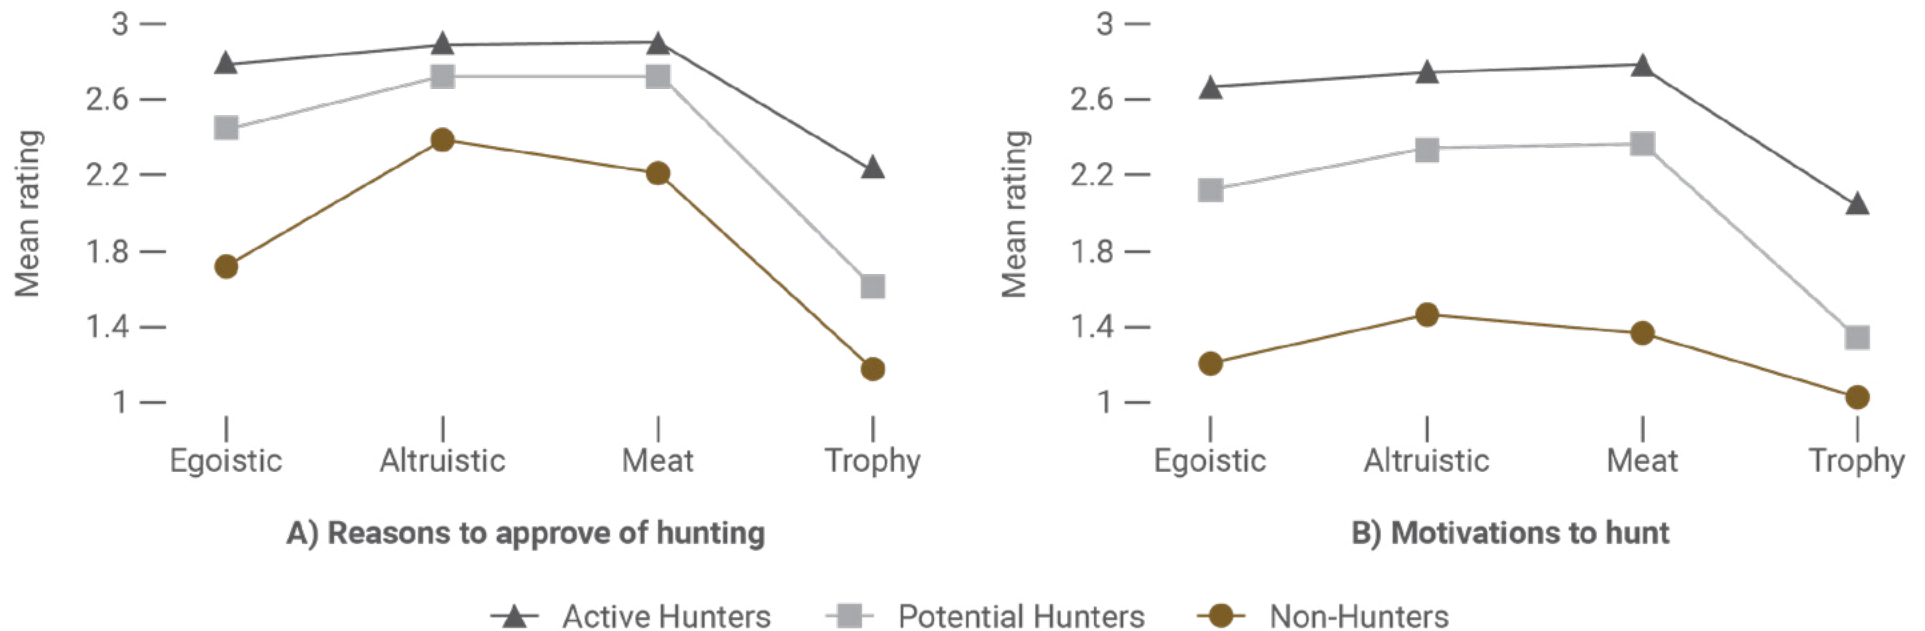 3
2.6
2.2
1.8
1.4
1
Mean rating
Egoistic Altruistic Meat Trophy
A) Reasons to approve of hunting
3
2.6
2.2
1.8
1.4
1
Mean rating
Egoistic Altruistic Meat Trophy
B) Motivations to hunt
Active Hunters Potential Hunters Non-Hunters